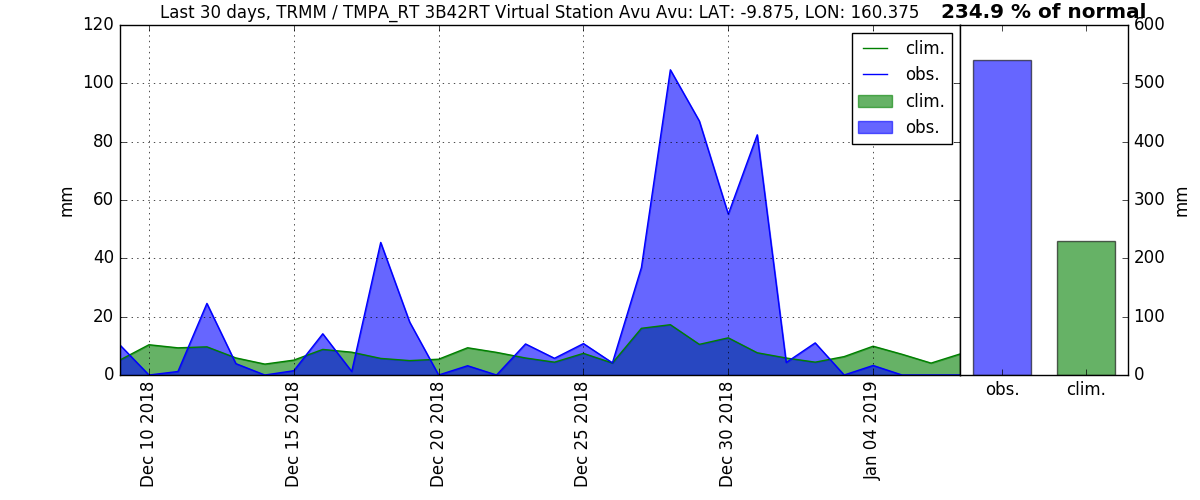 Last 30 days, TRMM / TMPA_RT 3B42RT Virtual Station Avu Avu: LAT: -9.875, LON: 160.375
234.9 % of normal
120
100
80
60
40
20
0
mm
clim.
obs.
clim.
obs.
Dec 10 2018
Dec 15 2018
Dec 20 2018
Dec 25 2018
Dec 30 2018
Jan 04 2019
600
500
400
300
200
100
0
mm
obs.
clim.